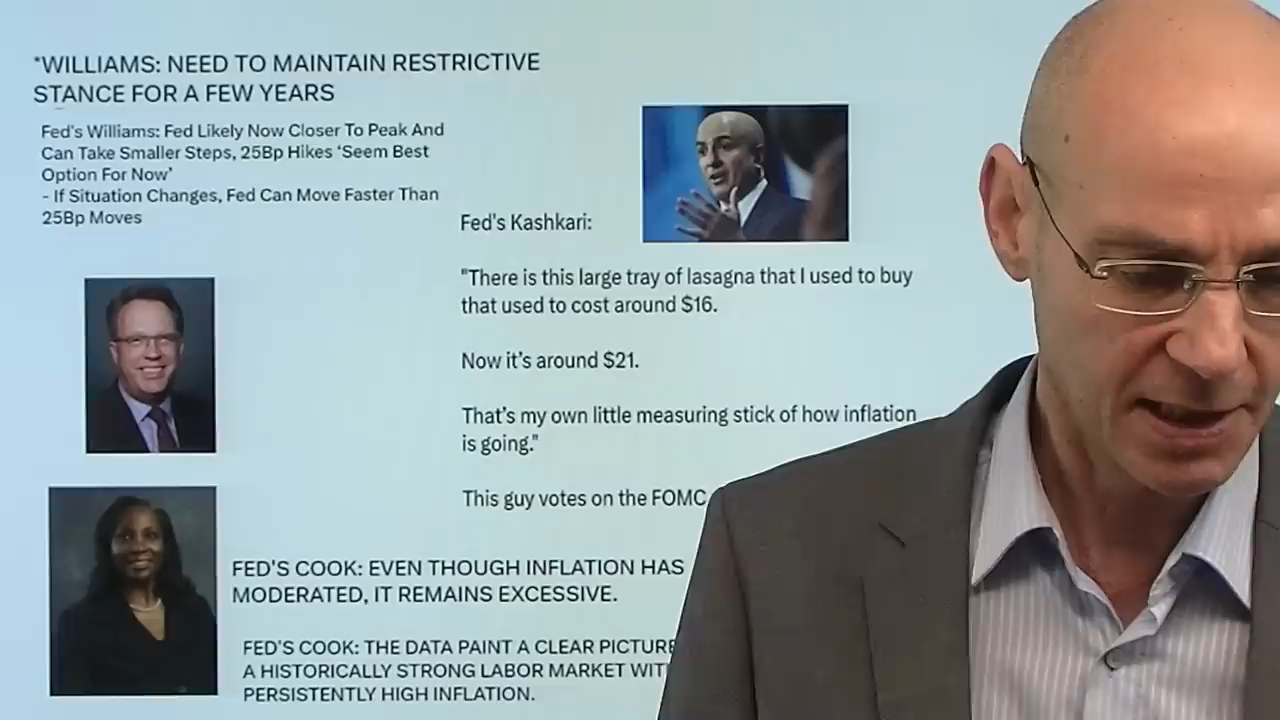 *WILLIAMS: NEED TO MAINTAIN RESTRICTIVE
STANCE FOR A FEW YEARS
Fed's Williams: Fed Likely Now Closer To Peak And
Can Take Smaller Steps, 25Bp Hikes ‘Seem Best
Option For Now’
- If Situation Changes, Fed Can Move Faster Than
25Bp Moves
Fed's Kashkari:
"There is this large tray of lasagna that I used to buy
that used to cost around $16.
Now it’s around $21.
That’s my own little measuring stick of how inflation
is going."
This guy votes on the FOMC
FED'S COOK: EVEN THOUGH INFLATION HAS
MODERATED, IT REMAINS EXCESSIVE.
FED'S COOK: THE DATA PAINT A CLEAR PICTURE
A HISTORICALLY STRONG LABOR MARKET WIT
PERSISTENTLY HIGH INFLATION.